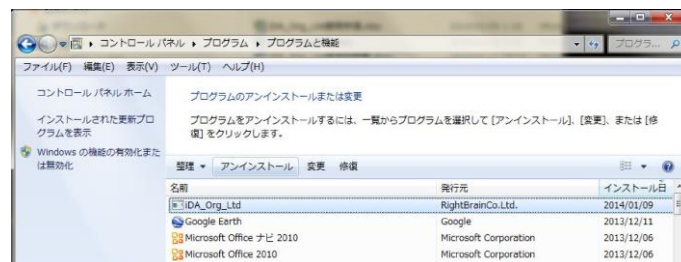 コントロール パネル ▸ プログラム ▸ プログラムと機能
プログラ...
ファイル(F) 編集(E) 表示(V) ツール(T) ヘルプ(H)
コントロール パネル ホーム
インストールされた更新プログラムを表示
Windows の機能の有効化または無効化
プログラムのアンインストールまたは変更
プログラムをアンインストールするには、一覧からプログラムを選択して [アンインストール]、[変更]、または [修
復] をクリックします。
整理 アンインストール 変更 修復
名前 発行元 インストール日
iDA_Org_Ltd RightBrainCo.Ltd. 2014/01/09
Google Earth Google 2013/12/11
Microsoft Office ナビ 2010 Microsoft Corporation 2013/12/06
Microsoft Office 2010 Microsoft Corporation 2013/12/06